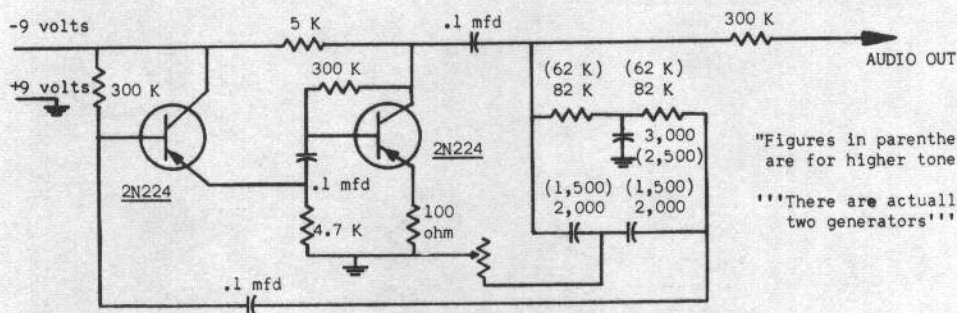 -9 volts
5 K
.1 mfd
300 K
AUDIO OUT
+9 volts
300 K
300 K
(62 K) (62 K)
82 K 82 K
3,000
(2,500)
"Figures in parenthe
are for higher tone
2N224
2N224
.1 mfd
(1,500) (1,500)
2,000 2,000
'''There are actuall
two generators'''
4.7 K
100
ohm
.1 mfd